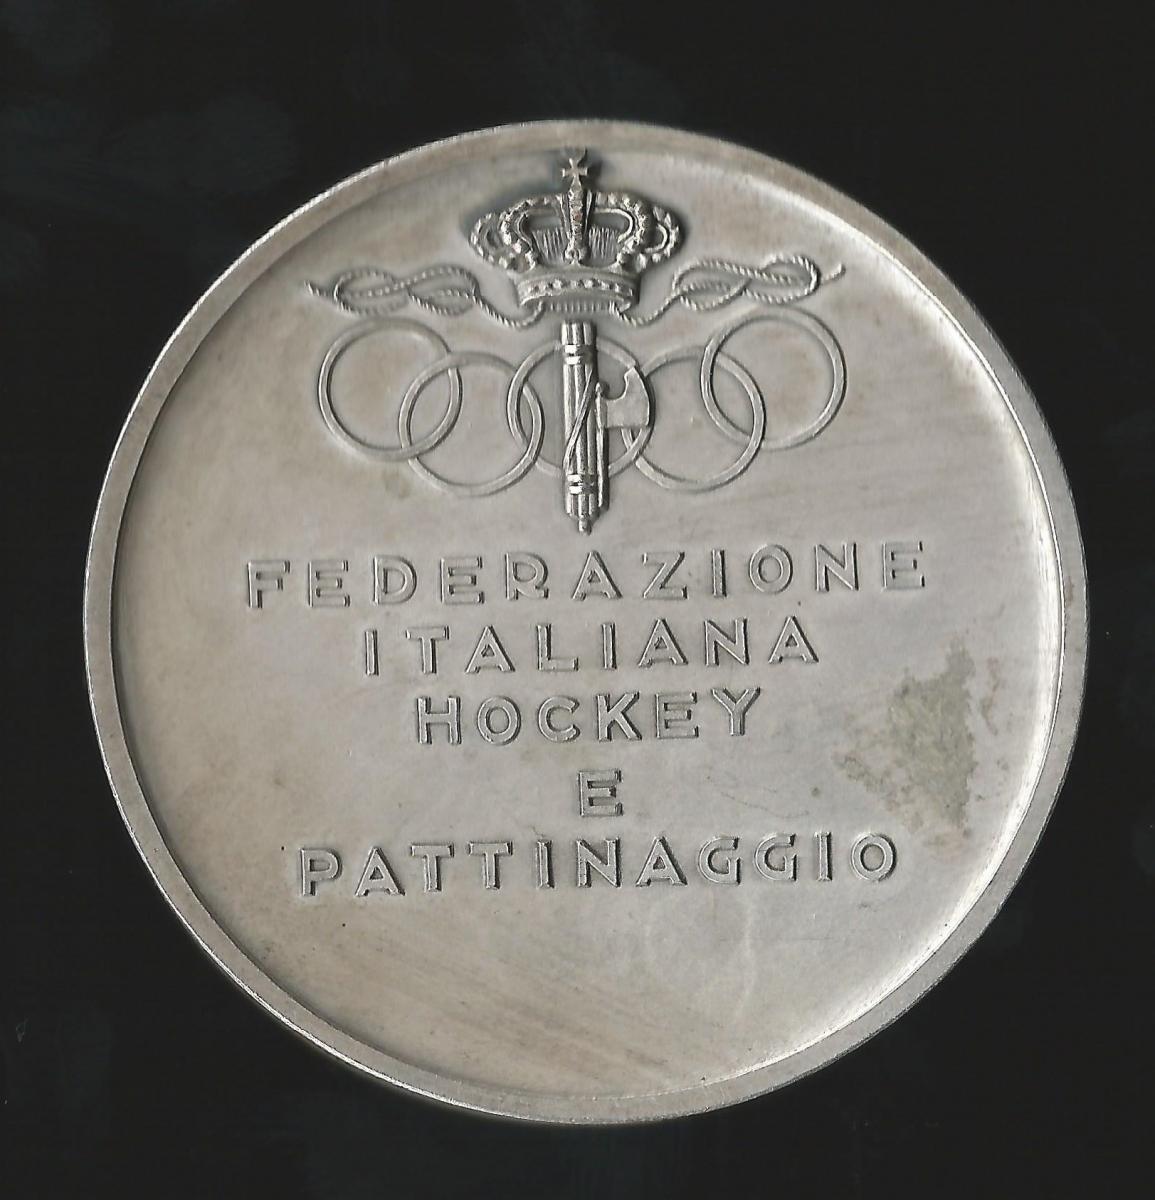 FEDERAZIONE
ITALIANA
HOCKEY
E
PATTINAGGIO